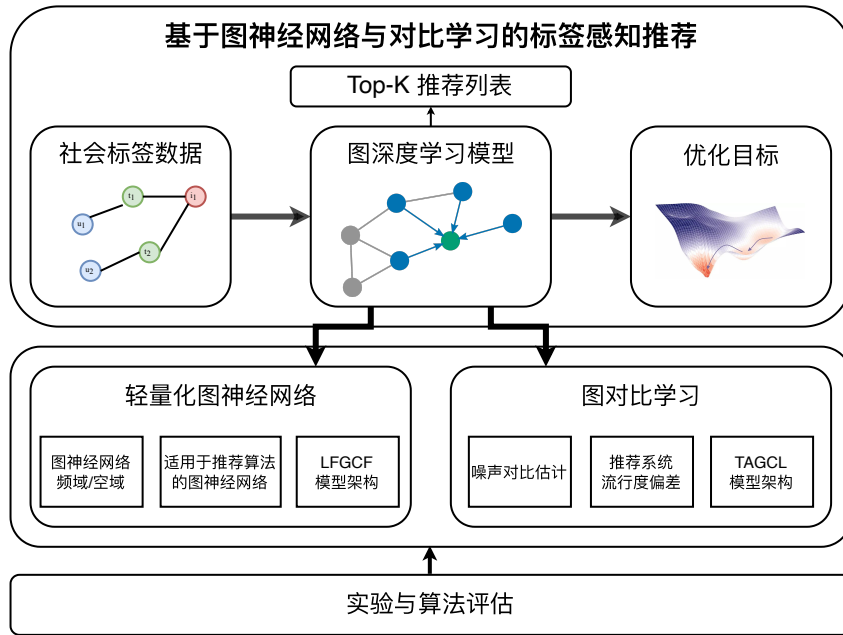 基于图神经网络与对比学习的标签感知推荐
Top-K 推荐列表
社会标签数据
图深度学习模型
优化目标
t1
i1
u1
t2
u2
轻量化图神经网络
图对比学习
图神经网络
频域/空域
适用于推荐算法
的图神经网络
LFGCF
模型架构
噪声对比估计
推荐系统
流行度偏差
TAGCL
模型架构
实验与算法评估